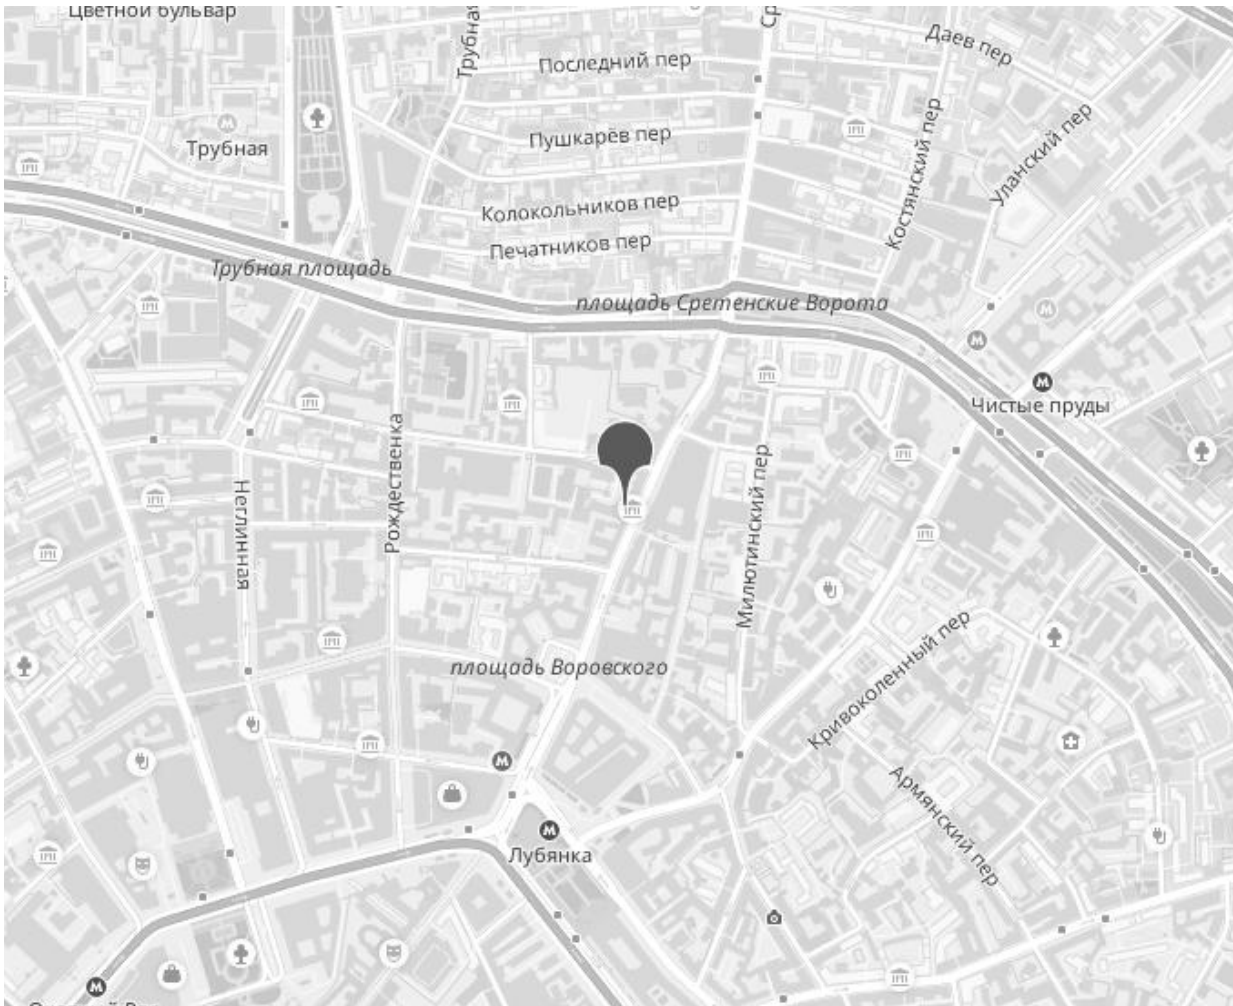 Цветной бульвар
Трубная
Ср
Даев пер
Последний пер
Пушкарёв пер
Костянский пер
Уланский пер
Трубная
Колокольников пер
Печатников пер
Трубная площадь
площадь Сретенские Ворота
Чистые пруды
Рождественка
Неглинная
Милютинский пер
площадь Воровского
Кривоколенный пер
Армянский пер
Лубянка